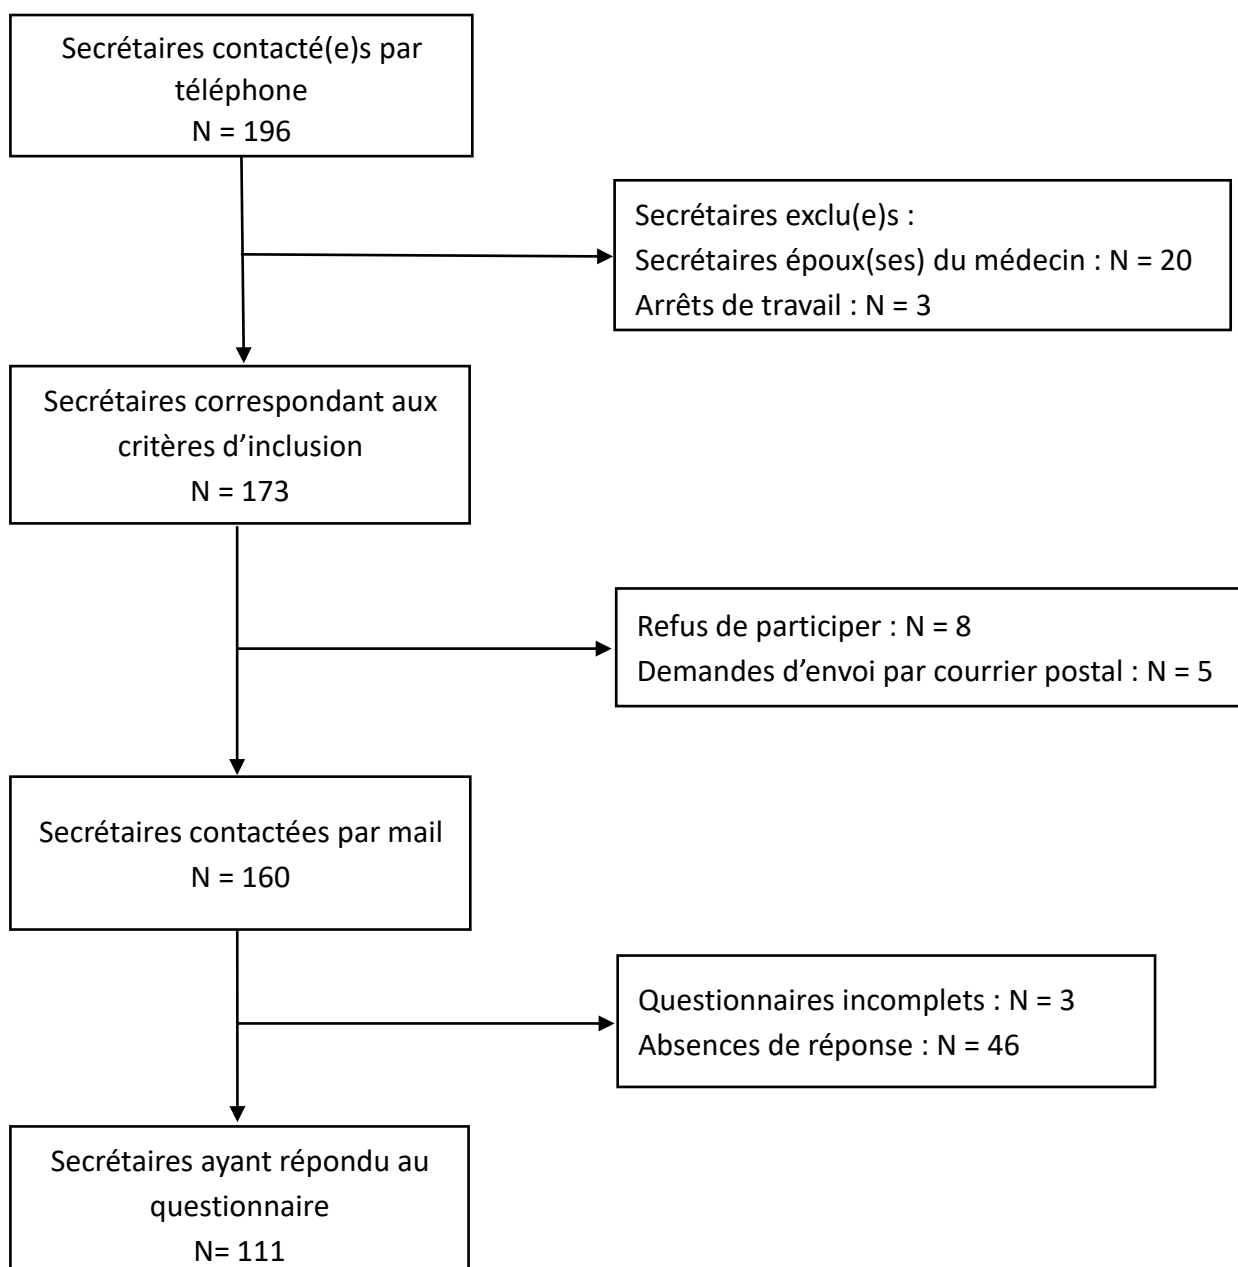 Secrétaires contacté(e)s par
téléphone
N = 196
Secrétaires exclu(e)s :
Secrétaires époux(ses) du médecin : N = 20
Arrêts de travail : N = 3
Secrétaires correspondant aux
critères d’inclusion
N = 173
Refus de participer : N = 8
Demandes d’envoi par courrier postal : N = 5
Secrétaires contactées par mail
N = 160
Questionnaires incomplets : N = 3
Absences de réponse : N = 46
Secrétaires ayant répondu au
questionnaire
N= 111